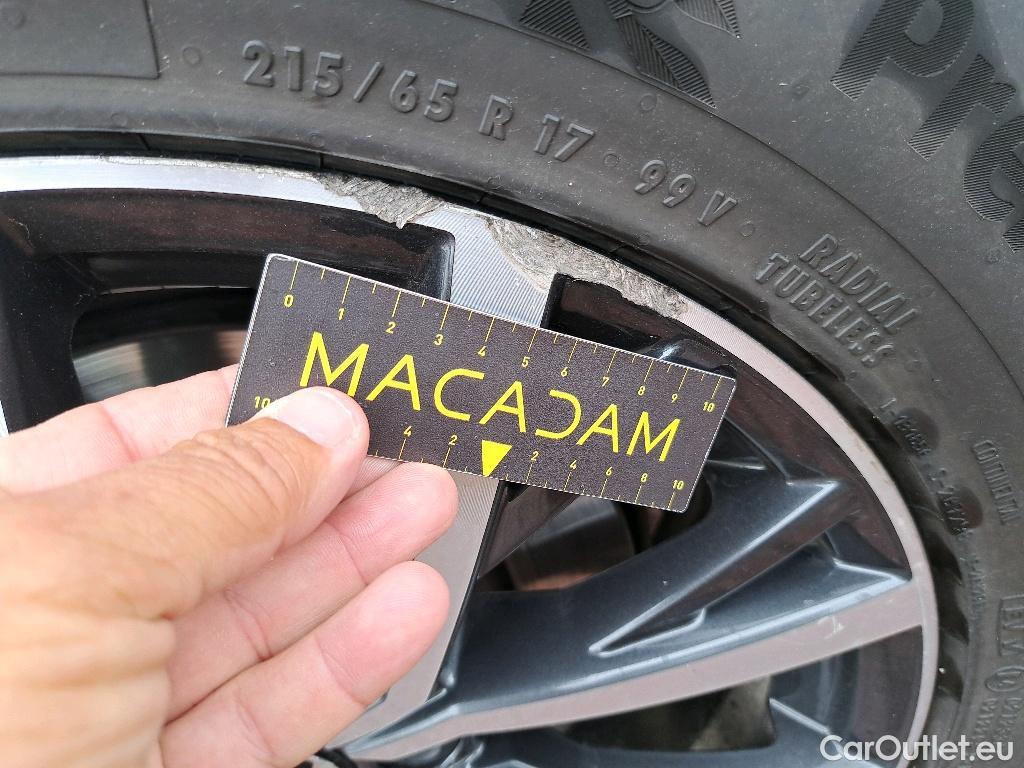 215/65 R 17 99 V
RADIAL
TUBELESS
0 1 2 3 4 5 6 7 8 9 10
MACADAM
10 4 2 2 4 6 8 10
CarOutlet.eu